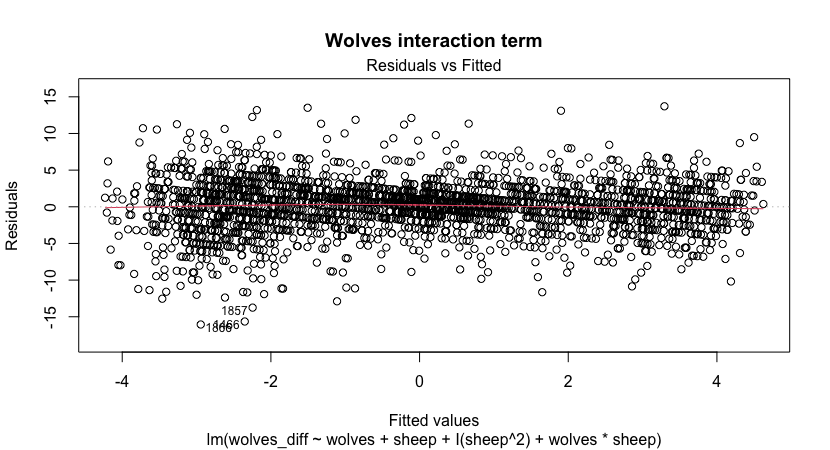 Wolves interaction term
Residuals vs Fitted
15
10
5
0
-5
-10
-15
Residuals
1857
1466
1866
-4 -2 0 2 4
Fitted values
lm(wolves_diff ~ wolves + sheep + I(sheep^2) + wolves * sheep)